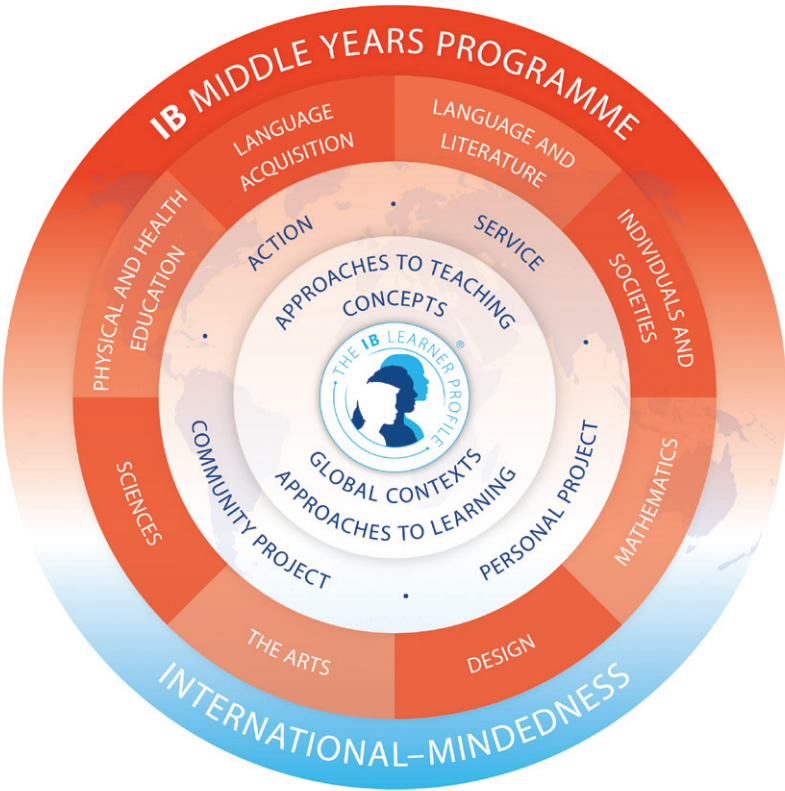 IB MIDDLE YEARS PROGRAMME
LANGUAGE
ACQUISITION
LANGUAGE AND
LITERATURE
INDIVIDUALS AND
SOCIETIES
MATHEMATICS
DESIGN
THE ARTS
SCIENCES
PHYSICAL AND HEALTH
EDUCATION
ACTION
SERVICE
PERSONAL PROJECT
COMMUNITY PROJECT
APPROACHES TO TEACHING
CONCEPTS
THE IB LEARNER PROFILE ®
GLOBAL CONTEXTS
APPROACHES TO LEARNING
INTERNATIONAL–MINDEDNESS